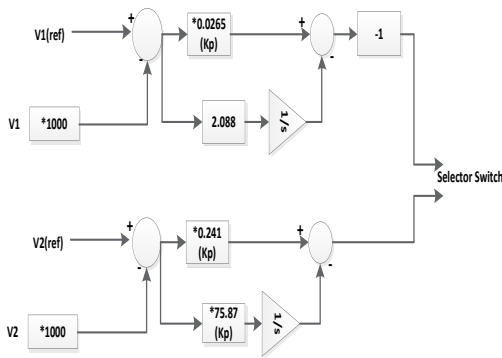 V1(ref)
+
-
*0.0265
(Kp)
+
-
-1
V1
*1000
2.088
1/s
Selector Switch
V2(ref)
+
-
*0.241
(Kp)
+
-
V2
*1000
*75.87
(Kp)
1/s